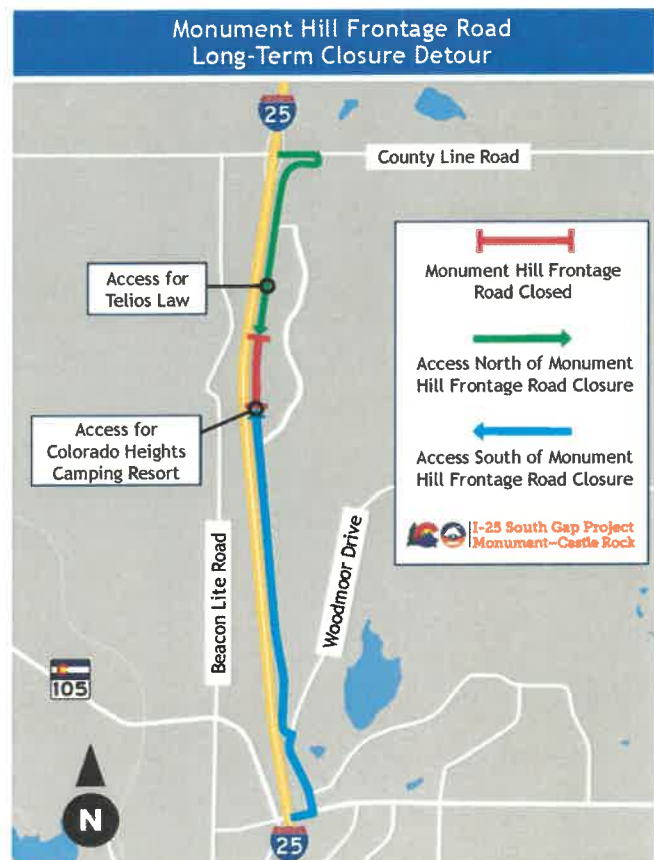 Monument Hill Frontage Road
Long-Term Closure Detour
25
County Line Road
Access for
Telios Law
Monument Hill Frontage
Road Closed
Access North of Monument
Hill Frontage Road Closure
Access for
Colorado Heights
Camping Resort
Access South of Monument
Hill Frontage Road Closure
I-25 South Gap Project
Monument–Castle Rock
Beacon Lite Road
Woodmoor Drive
105
N
25